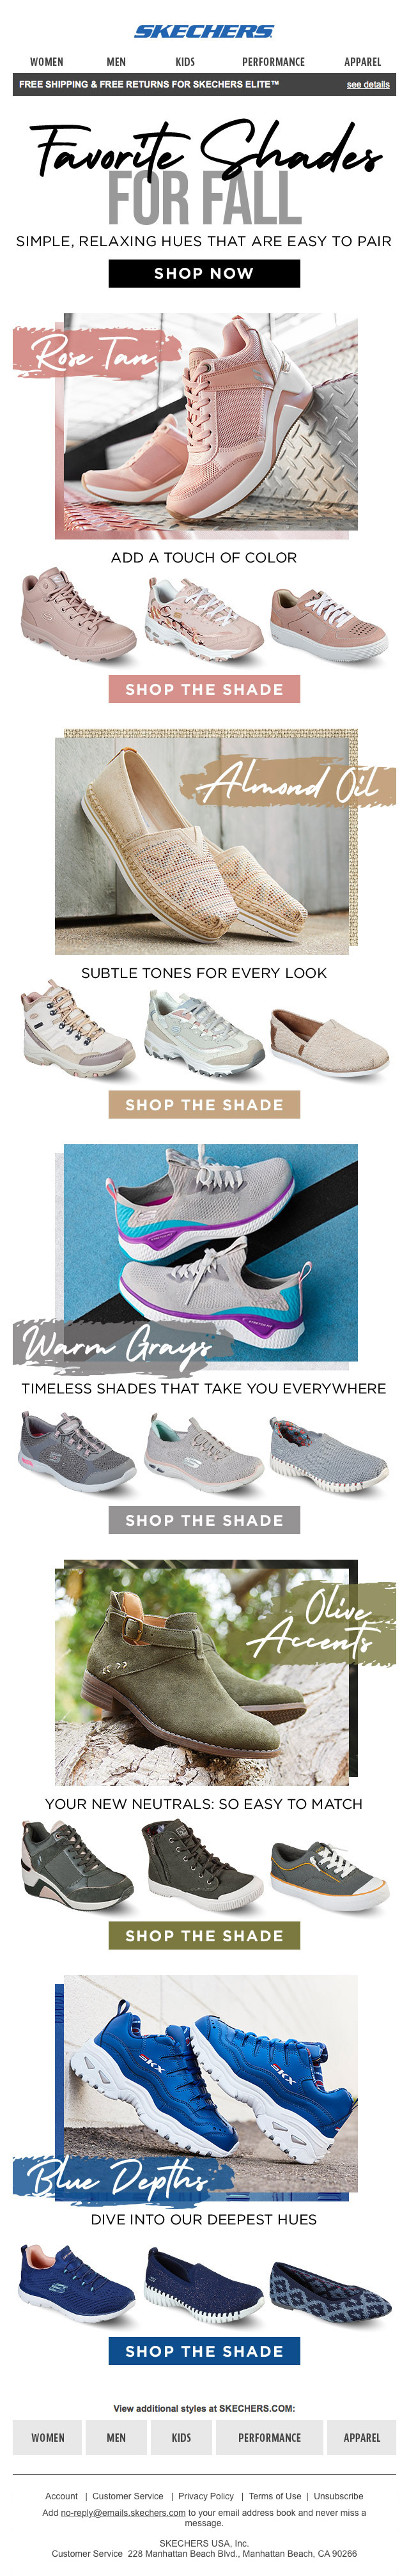 SKECHERS
WOMEN MEN KIDS PERFORMANCE APPAREL
FREE SHIPPING & FREE RETURNS FOR SKECHERS ELITE™ see details
Favorite Shades
FOR FALL
SIMPLE, RELAXING HUES THAT ARE EASY TO PAIR
SHOP NOW
Rose Tan
ADD A TOUCH OF COLOR
SHOP THE SHADE
Almond Oil
SUBTLE TONES FOR EVERY LOOK
SHOP THE SHADE
Warm Grays
TIMELESS SHADES THAT TAKE YOU EVERYWHERE
SHOP THE SHADE
Olive
Accents
YOUR NEW NEUTRALS: SO EASY TO MATCH
SHOP THE SHADE
SKX
SKX
Blue Depths
DIVE INTO OUR DEEPEST HUES
SHOP THE SHADE
View additional styles at SKECHERS.COM:
WOMEN MEN KIDS PERFORMANCE APPAREL
Account | Customer Service | Privacy Policy | Terms of Use | Unsubscribe
Add no-reply@emails.skechers.com to your email address book and never miss a
message.
SKECHERS USA, Inc.
Customer Service 228 Manhattan Beach Blvd., Manhattan Beach, CA 90266